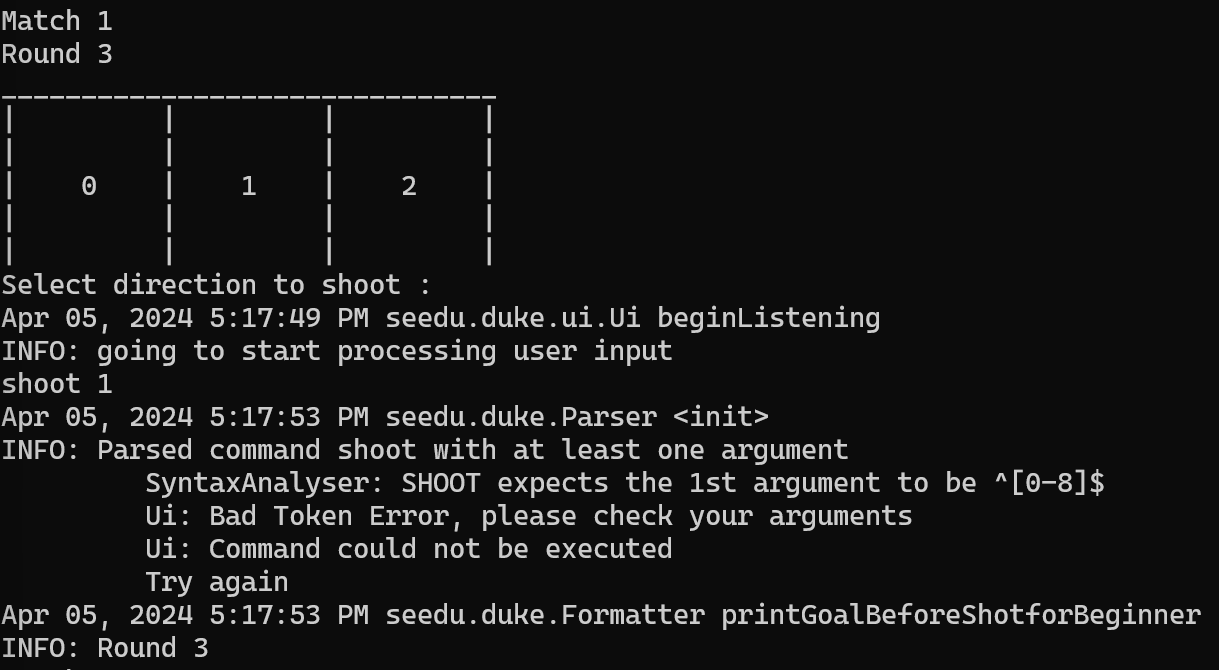 Match 1
Round 3
0 1 2
Select direction to shoot :
Apr 05, 2024 5:17:49 PM seedu.duke.ui.Ui beginListening
INFO: going to start processing user input
shoot 1
Apr 05, 2024 5:17:53 PM seedu.duke.Parser <init>
INFO: Parsed command shoot with at least one argument
SyntaxAnalyser: SHOOT expects the 1st argument to be ^[0-8]$
Ui: Bad Token Error, please check your arguments
Ui: Command could not be executed
Try again
Apr 05, 2024 5:17:53 PM seedu.duke.Formatter printGoalBeforeShotforBeginner
INFO: Round 3